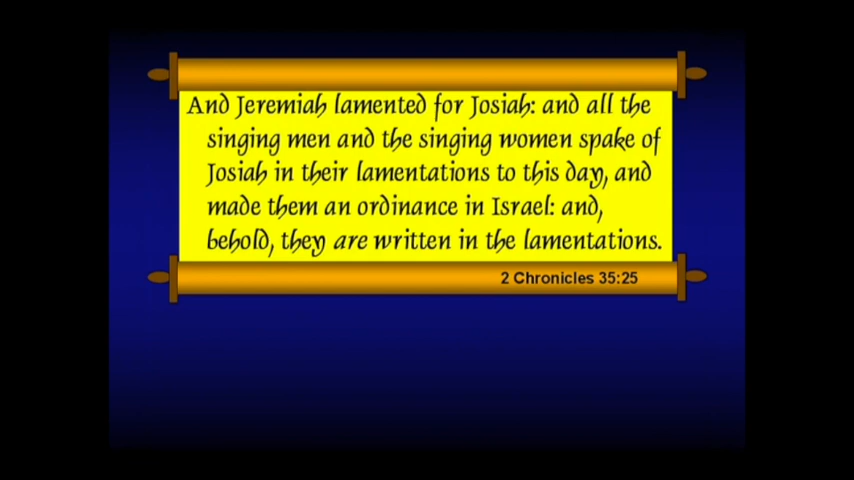 And Jeremiah lamented for Josiah: and all the
singing men and the singing women spake of
Josiah in their lamentations to this day, and
made them an ordinance in Israel: and,
behold, they are written in the lamentations.
2 Chronicles 35:25